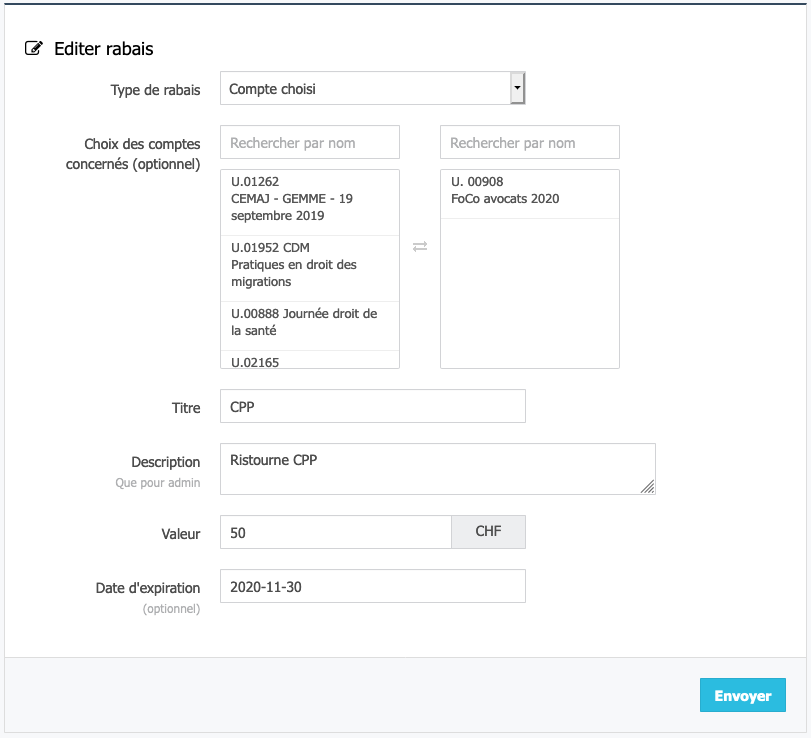 Editer rabais
Type de rabais
Compte choisi
Choix des comptes
concernés (optionnel)
Rechercher par nom
Rechercher par nom
U.01262
CEMAJ - GEMME - 19
septembre 2019
U.01952 CDM
Pratiques en droit des
migrations
U.00888 Journée droit de
la santé
U.02165
U. 00908
FoCo avocats 2020
Titre
CPP
Description
Que pour admin
Ristourne CPP
Valeur
50
CHF
Date d'expiration
(optionnel)
2020-11-30
Envoyer